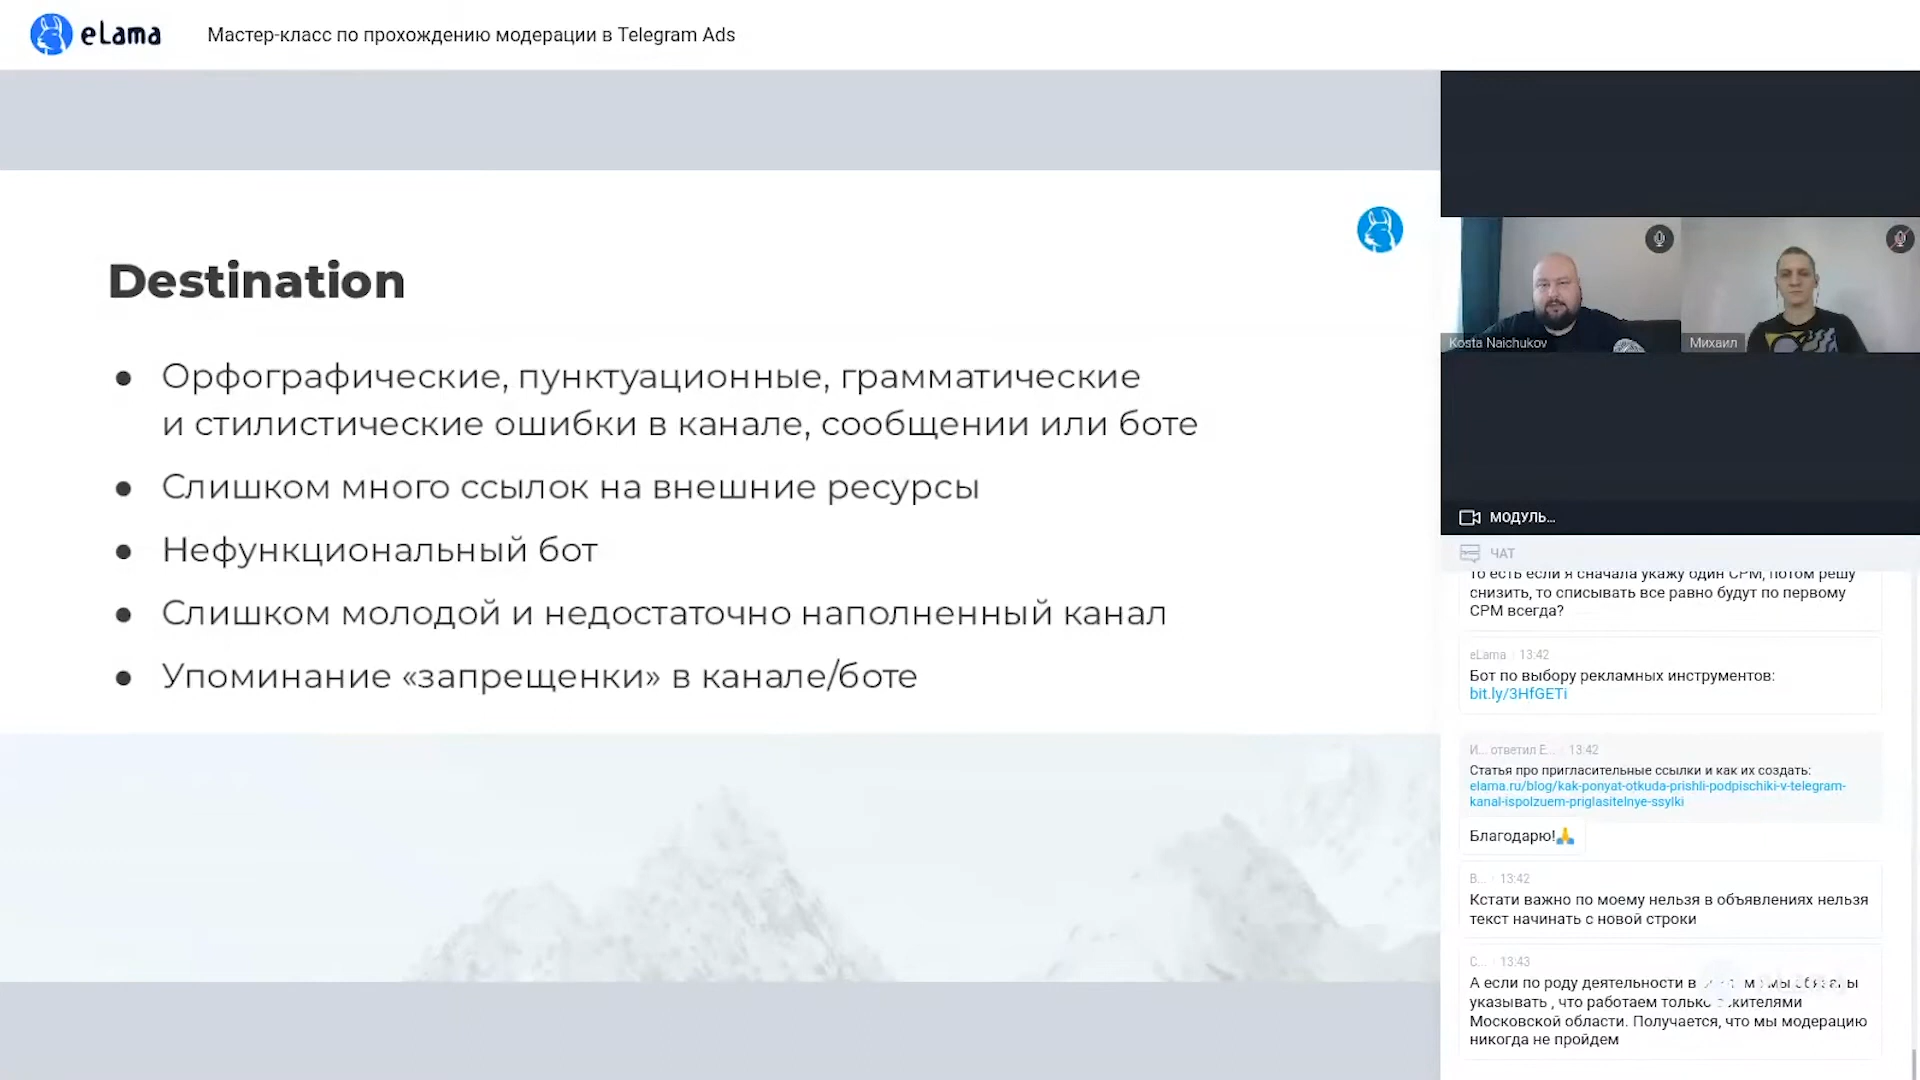 eLama
Мастер-класс по прохождению модерации в Telegram Ads
Destination
Орфографические, пунктуационные, грамматические
и стилистические ошибки в канале, сообщении или боте
Слишком много ссылок на внешние ресурсы
Нефункциональный бот
Слишком молодой и недостаточно наполненный канал
Упоминание «запрещенки» в канале/боте
Kosta Naichukov
Михаил
МОДУЛЬ...
ЧАТ
То есть если я сначала укажу один CPM, потом решу
снизить, то списывать все равно будут по первому
CPM всегда?
eLama 13:42
Бот по выбору рекламных инструментов:
bit.ly/3HfGETi
И... ответил E... 13:42
Статья про пригласительные ссылки и как их создать:
elama.ru/blog/kak-ponyat-otkuda-prishli-podpischiki-v-telegram-
kanal-ispolzuem-priglasitelnye-ssylki
Благодарю!🙏
В... 13:42
Кстати важно по моему нельзя в объявлениях нельзя
текст начинать с новой строки
С... 13:43
А если по роду деятельности в мы обязаны
указывать , что работаем только жителями
Московской области. Получается, что мы модерацию
никогда не пройдем